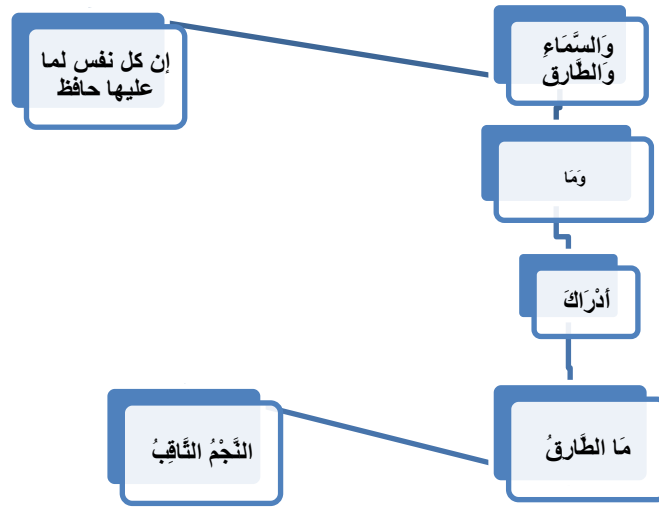 وَالسَّمَاءِ
وَالطَّارِقِ
إن كل نفس لما
عليها حافظ
وَمَا
أَدْرَاكَ
مَا الطَّارِقُ
النَّجْمُ الثَّاقِبُ